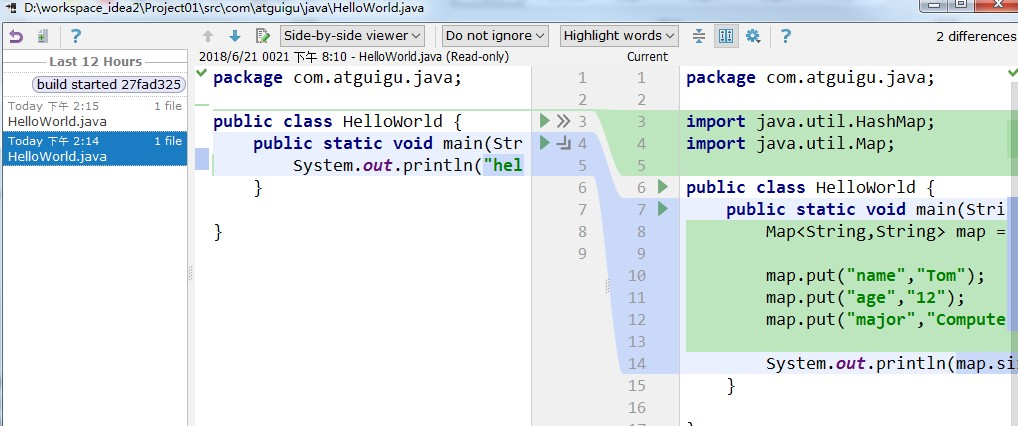 D:\workspace_idea2\Project01\src\com\atguigu\java\HelloWorld.java
Side-by-side viewer
Do not ignore
Highlight words
?
2 differences
Last 12 Hours
build started 27fad325
Today 下午 2:15 1 file
HelloWorld.java
Today 下午 2:14 1 file
HelloWorld.java
2018/6/21 0021 下午 8:10 - HelloWorld.java (Read-only)
Current
package com.atguigu.java;
public class HelloWorld {
public static void main(Str
System.out.println("hel
}
}
1
2
3
4
5
6
7
8
9
1
2
3
4
5
6
7
8
9
10
11
12
13
14
15
16
package com.atguigu.java;
import java.util.HashMap;
import java.util.Map;
public class HelloWorld {
public static void main(Stri
Map<String,String> map =
map.put("name","Tom");
map.put("age","12");
map.put("major","Compute
System.out.println(map.si
}